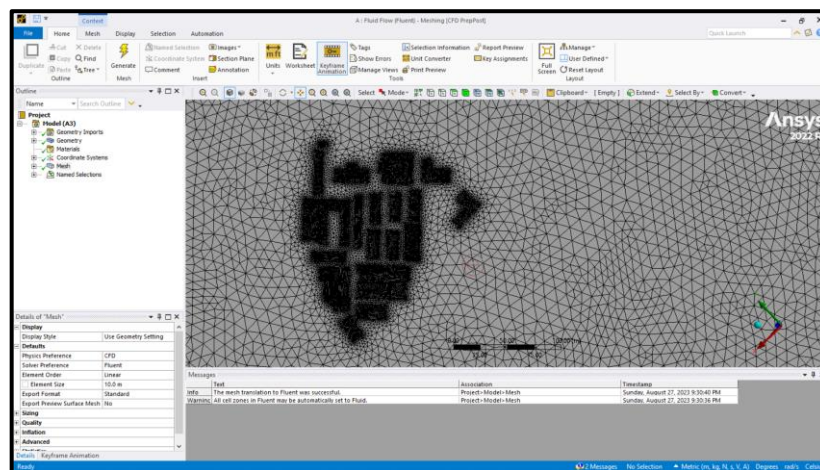 Context
A : Fluid Flow (Fluent) - Meshing [CFD PrepPost]
File Home Mesh Display Selection Automation
Quick Launch
Duplicate
Cut Delete
Copy Find
Paste Tree
Outline
Generate
Mesh
Named Selection Images
Coordinate System Section Plane
Comment Annotation
Insert
Units
Worksheet
Keyframe Animation
Tags Selection Information Report Preview
Show Errors Unit Converter Key Assignments
Manage Views Print Preview
Tools
Full Screen
Manage
User Defined
Reset Layout
Layout
Outline
Name Search Outline
Select Mode Clipboard [ Empty ] Extend Select By Convert
Project
Model (A3)
Geometry Imports
Geometry
Materials
Coordinate Systems
Mesh
Named Selections
Ansys
2022 R
Details of "Mesh"
Display
Display Style Use Geometry Setting
Defaults
Physics Preference CFD
Solver Preference Fluent
Element Order Linear
Element Size 10.0 m
Export Format Standard
Export Preview Surface Mesh No
Sizing
Quality
Inflation
Advanced
Details Keyframe Animation
Messages
Text Association Timestamp
Info The mesh translation to Fluent was successful. Project>Model>Mesh Sunday, August 27, 2023 9:30:40 PM
Warning All cell zones in Fluent may be automatically set to Fluid. Project>Model>Mesh Sunday, August 27, 2023 9:30:36 PM
Ready 2 Messages No Selection Metric (m, kg, N, s, V, A) Degrees rad/s Celsi